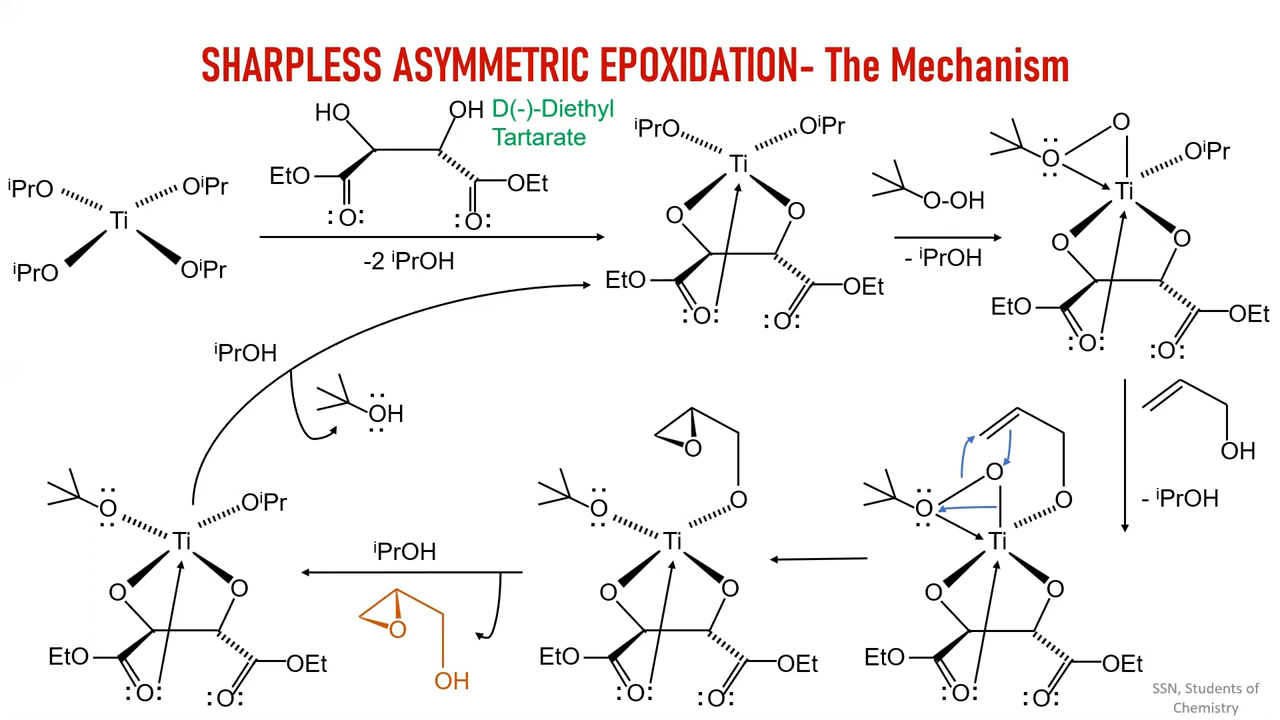 SHARPLESS ASYMMETRIC EPOXIDATION- The Mechanism
HO
OH
D(-)-Diethyl
Tartarate
EtO
OEt
:O:
:O:
ⁱPrO
OⁱPr
Ti
ⁱPrO
OⁱPr
-2 ⁱPrOH
ⁱPrO
OⁱPr
Ti
O
O
EtO
OEt
:O:
:O:
O-OH
- ⁱPrOH
O
O
OⁱPr
Ti
O
O
EtO
OEt
:O:
:O:
OH
- ⁱPrOH
O
O
O
Ti
O
O
EtO
OEt
:O:
:O:
O
O
O
Ti
O
O
EtO
OEt
:O:
:O:
ⁱPrOH
O
OH
O
OⁱPr
Ti
O
O
EtO
OEt
:O:
:O:
ⁱPrOH
OH
SSN, Students of
Chemistry